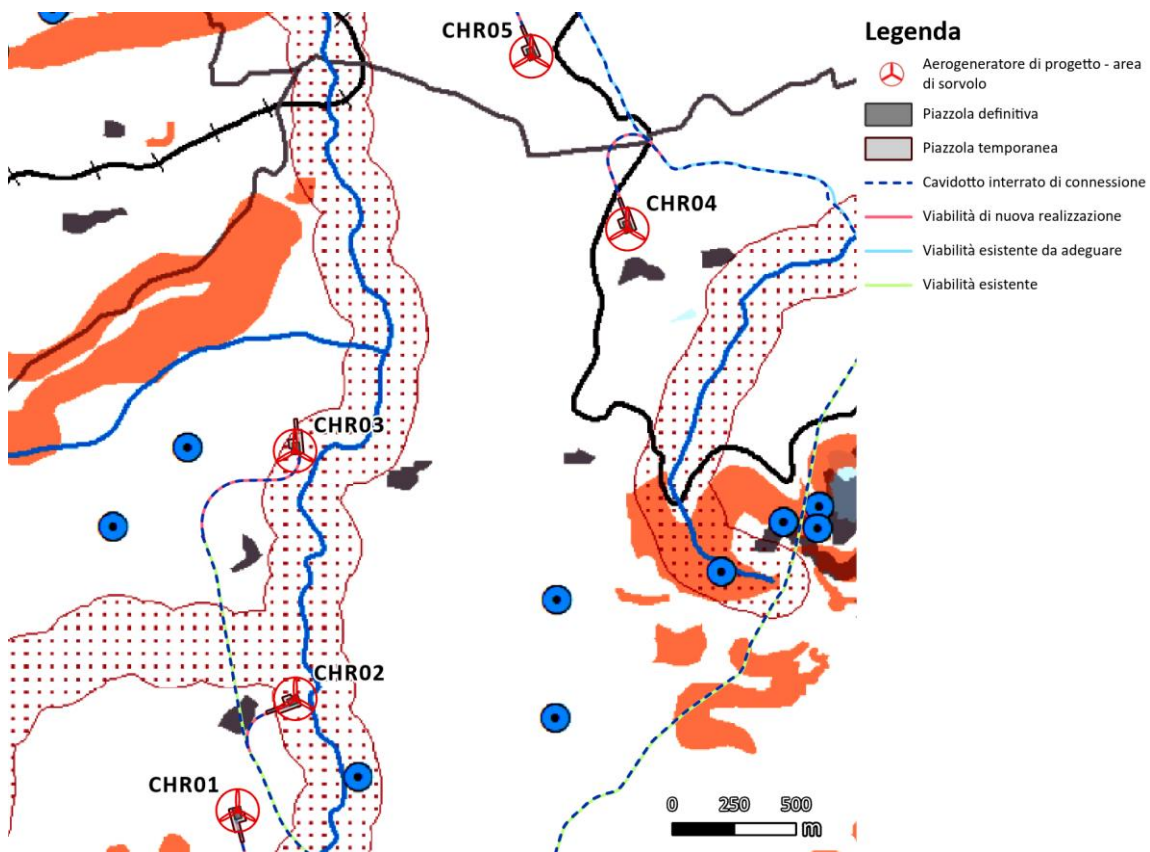 CHR05
CHR04
CHR03
CHR02
CHR01
0 250 500
m
Legenda
Aerogeneratore di progetto - area
di sorvolo
Piazzola definitiva
Piazzola temporanea
Cavidotto interrato di connessione
Viabilità di nuova realizzazione
Viabilità esistente da adeguare
Viabilità esistente